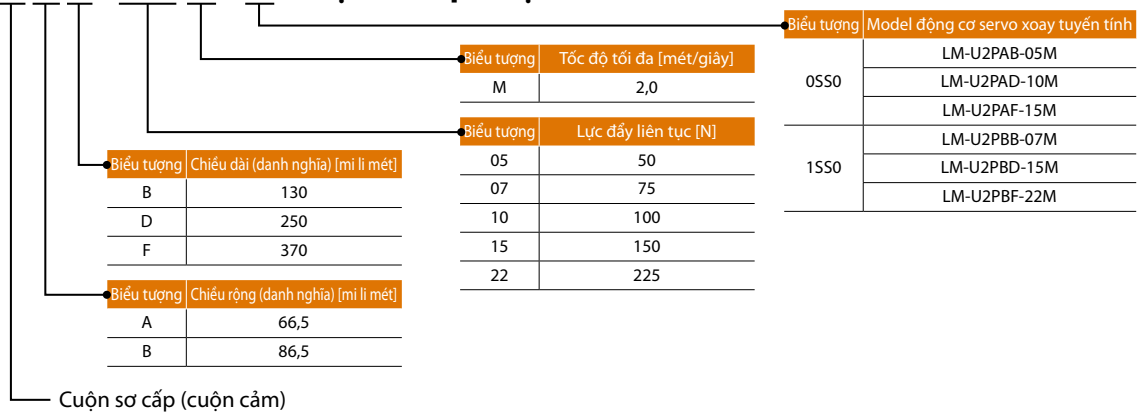 Biểu tượng Model động cơ servo xoay tuyến tính
0SS0
LM-U2PAB-05M
LM-U2PAD-10M
LM-U2PAF-15M
1SS0
LM-U2PBB-07M
LM-U2PBD-15M
LM-U2PBF-22M
Biểu tượng Tốc độ tối đa [mét/giây]
M 2,0
Biểu tượng Lực đẩy liên tục [N]
05 50
07 75
10 100
15 150
22 225
Biểu tượng Chiều dài (danh nghĩa) [mi li mét]
B 130
D 250
F 370
Biểu tượng Chiều rộng (danh nghĩa) [mi li mét]
A 66,5
B 86,5
Cuộn sơ cấp (cuộn cảm)